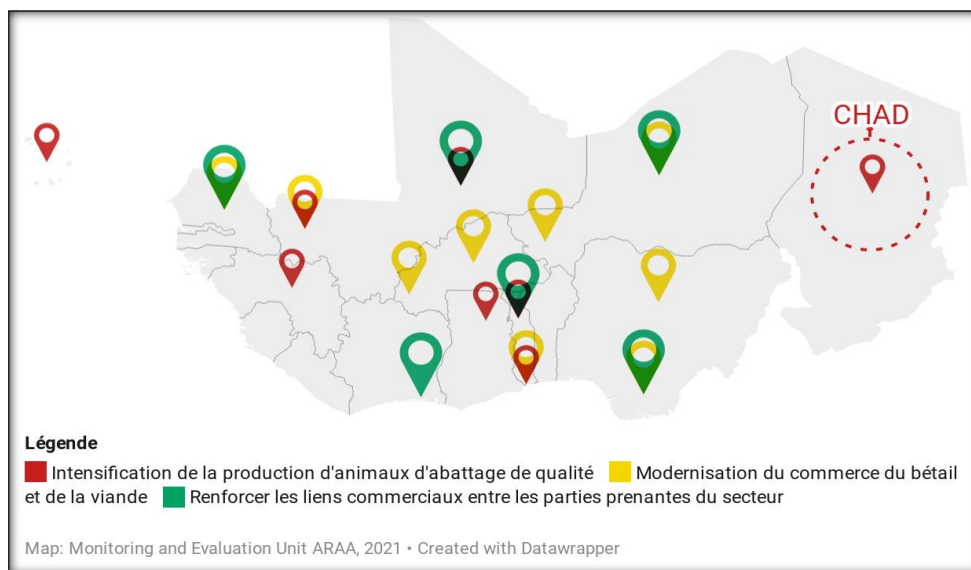 CHAD
Légende
Intensification de la production d'animaux d'abattage de qualité Modernisation du commerce du bétail
et de la viande Renforcer les liens commerciaux entre les parties prenantes du secteur
Map: Monitoring and Evaluation Unit ARAA, 2021 • Created with Datawrapper